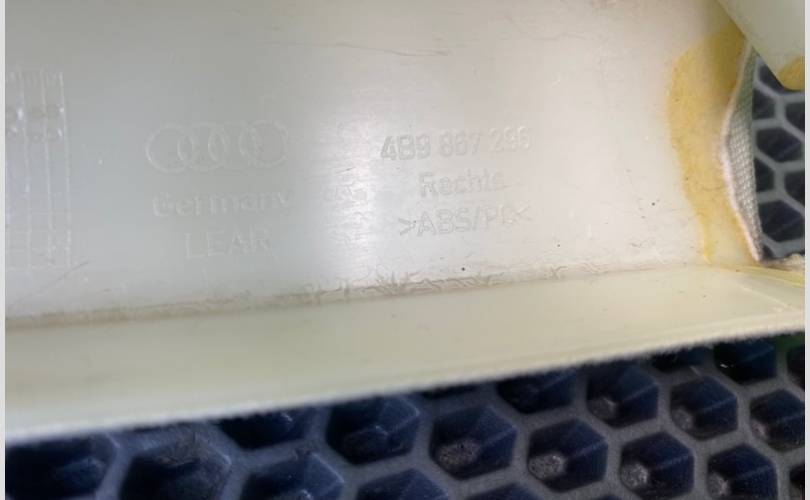 4B9 867 296
Germany
Rechts
LEAR
>ABS/PC<